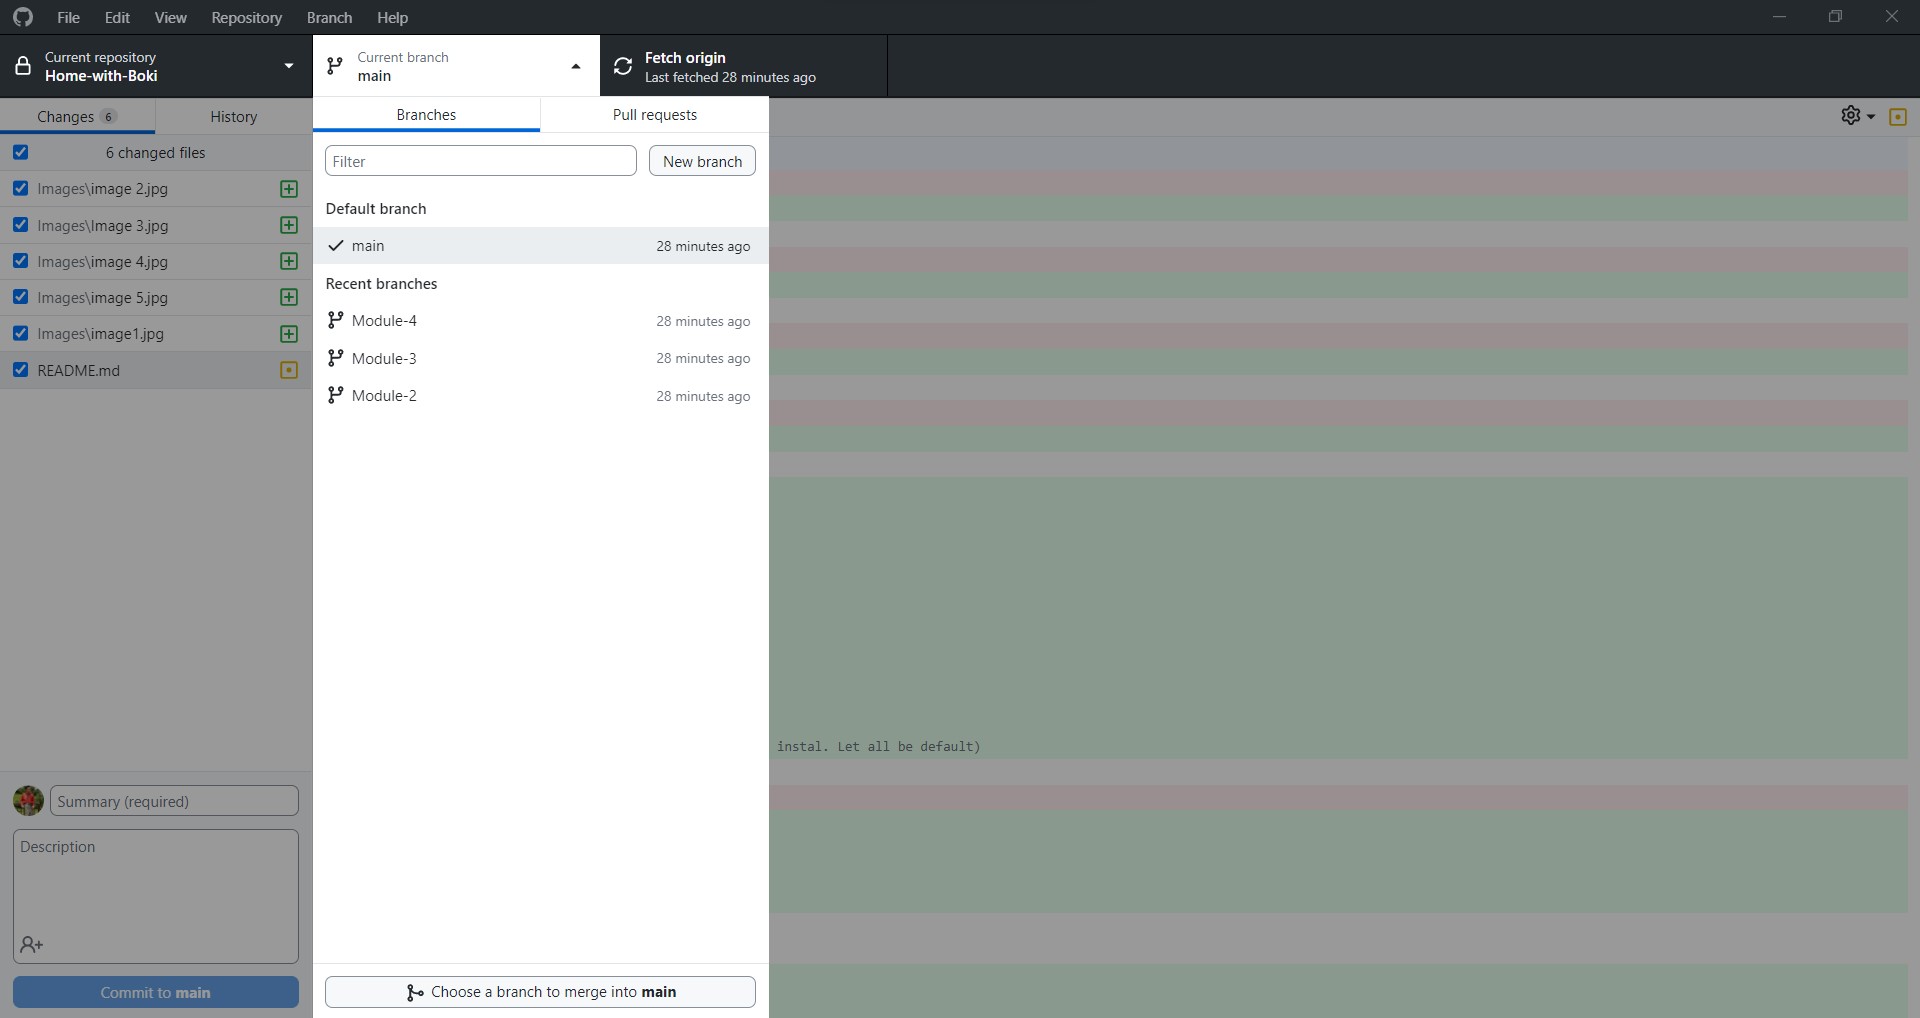 File Edit View Repository Branch Help
Current repository
Home-with-Boki
Current branch
main
Fetch origin
Last fetched 28 minutes ago
Changes 6
History
6 changed files
Images\image 2.jpg
Images\Image 3.jpg
Images\image 4.jpg
Images\image 5.jpg
Images\image1.jpg
README.md
Summary (required)
Description
Commit to main
Branches
Pull requests
Filter
New branch
Default branch
main 28 minutes ago
Recent branches
Module-4 28 minutes ago
Module-3 28 minutes ago
Module-2 28 minutes ago
Choose a branch to merge into main
instal. Let all be default)